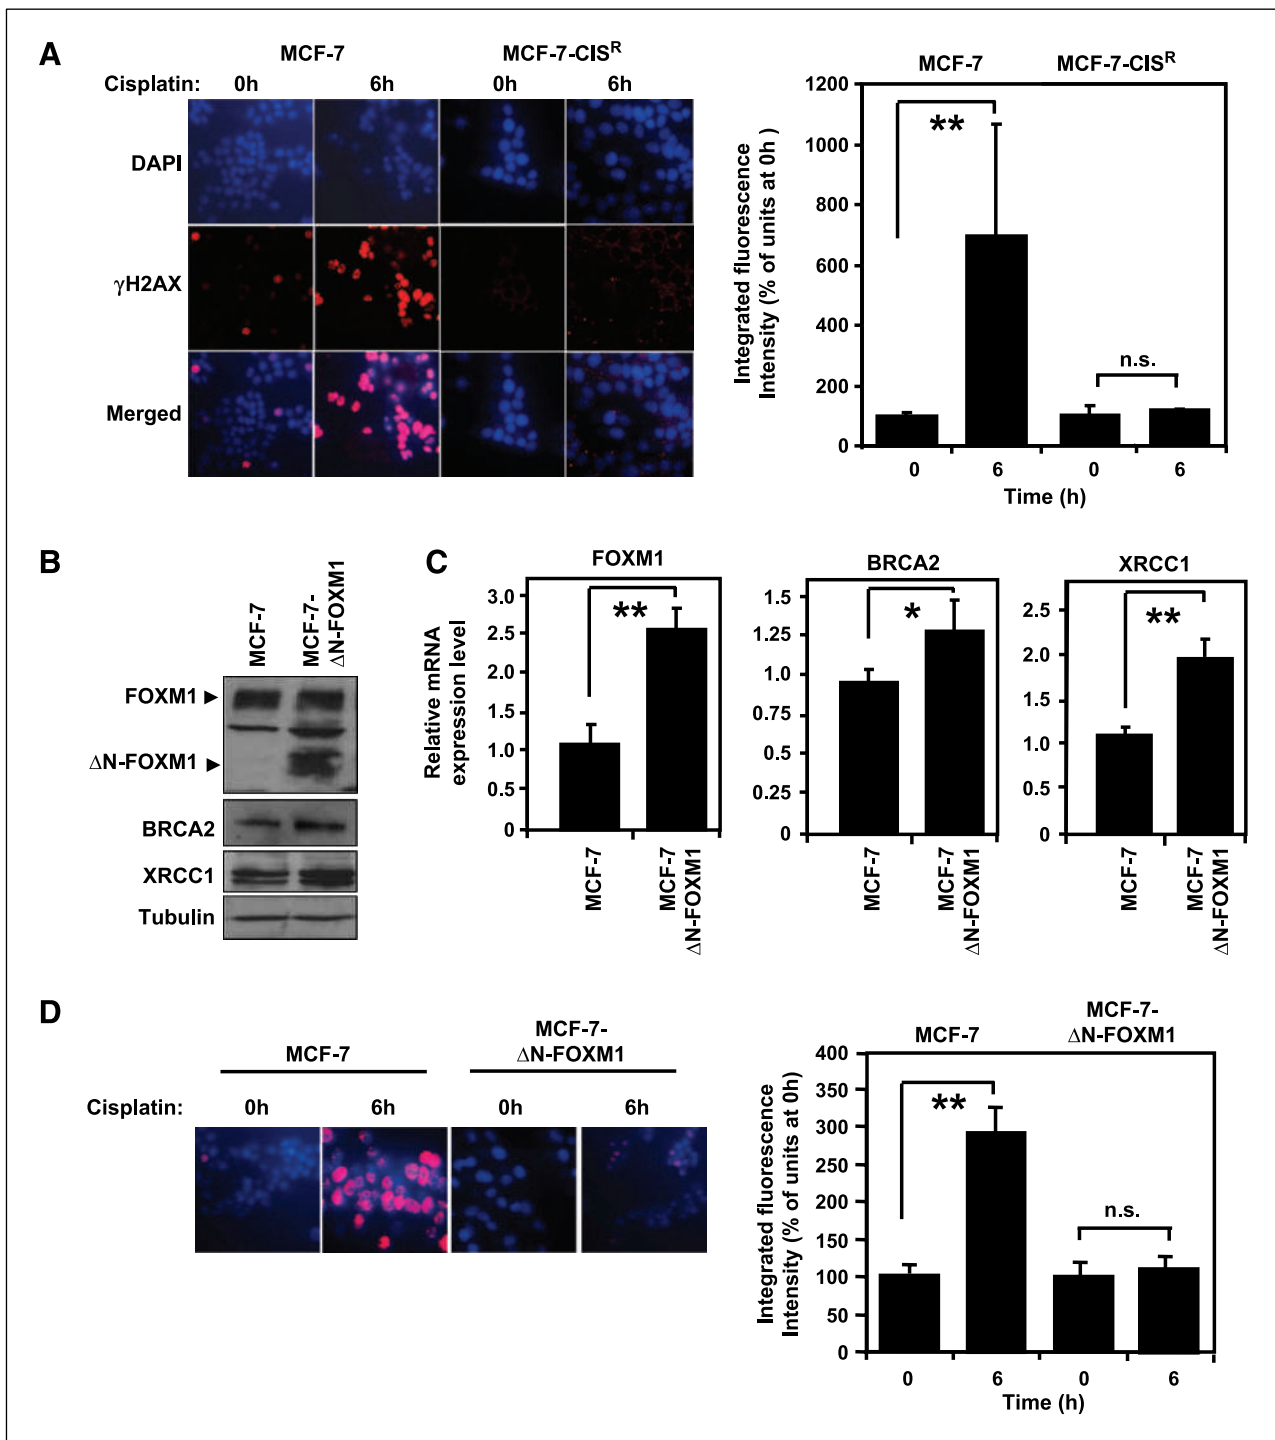 A
MCF-7 MCF-7-CISᴿ
Cisplatin: 0h 6h 0h 6h
DAPI
γH2AX
Merged
MCF-7 MCF-7-CISᴿ
Integrated fluorescence
Intensity (% of units at 0h )
1200
1000
800
600
400
200
0
**
n.s.
0 6 0 6
Time (h)
B
MCF-7
MCF-7-
ΔN-FOXM1
FOXM1
ΔN-FOXM1
BRCA2
XRCC1
Tubulin
C
Relative mRNA
expression level
FOXM1
3.0
2.5
2.0
1.5
1.0
0.5
0
**
MCF-7
MCF-7
ΔN-FOXM1
BRCA2
1.5
1.25
1.0
0.75
0.5
0.25
0
*
MCF-7
MCF-7
ΔN-FOXM1
XRCC1
2.5
2.0
1.5
1.0
0.5
0
**
MCF-7
MCF-7
ΔN-FOXM1
D
MCF-7
MCF-7-
ΔN-FOXM1
Cisplatin: 0h 6h 0h 6h
MCF-7
MCF-7-
ΔN-FOXM1
Integrated fluorescence
Intensity (% of units at 0h)
400
350
300
250
200
150
100
50
0
**
n.s.
0 6 0 6
Time (h)